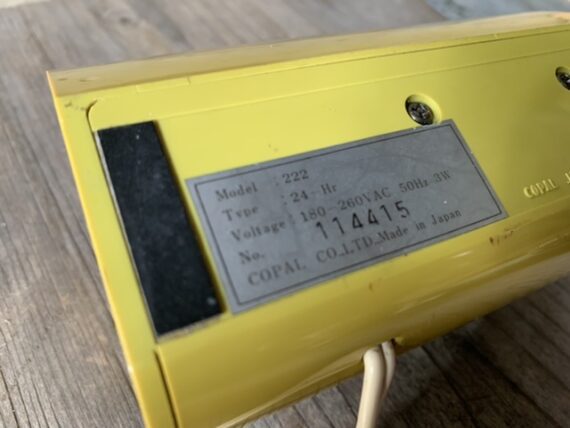 Model : 222
Type : 24-Hr
Voltage : 180-260VAC 50Hz 3W
No. 114415
COPAL CO.,LTD. Made in Japan
COPAL J